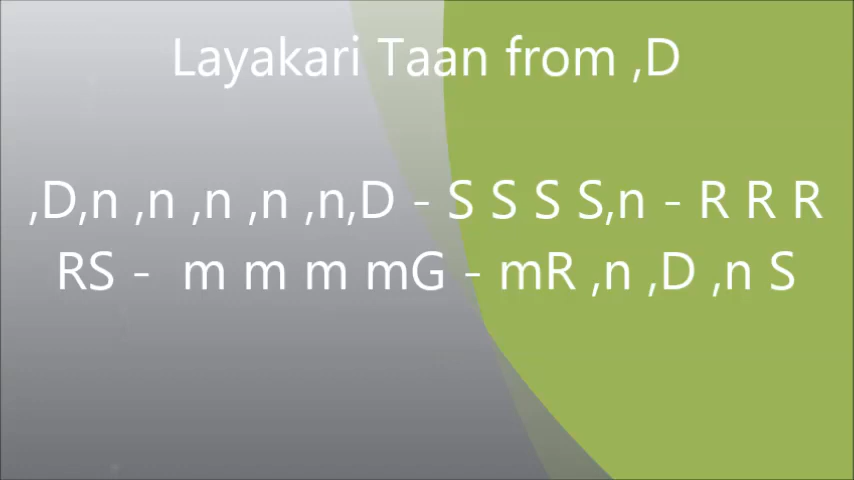 Layakari Taan from ,D
,D,n ,n ,n ,n ,n,D - S S S S,n - R R R
RS - m m m mG - mR ,n ,D ,n S